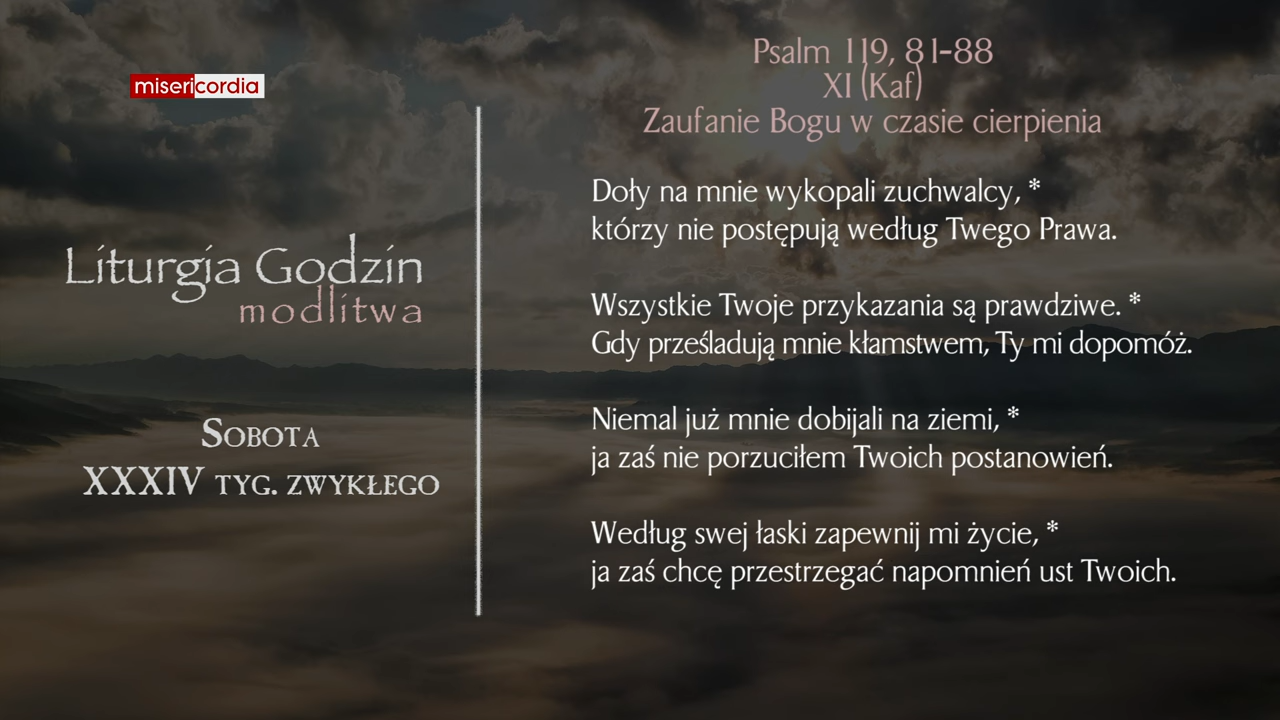 misericordia
Liturgia Godzin
modlitwa
Sobota
XXXIV tyg. zwykłego
Psalm 119, 81-88
XI (Kaf)
Zaufanie Bogu w czasie cierpienia
Doły na mnie wykopali zuchwalcy, *
którzy nie postępują według Twego Prawa.
Wszystkie Twoje przykazania są prawdziwe. *
Gdy prześladują mnie kłamstwem, Ty mi dopomóż.
Niemal już mnie dobijali na ziemi, *
ja zaś nie porzuciłem Twoich postanowień.
Według swej łaski zapewnij mi życie, *
ja zaś chcę przestrzegać napomnień ust Twoich.